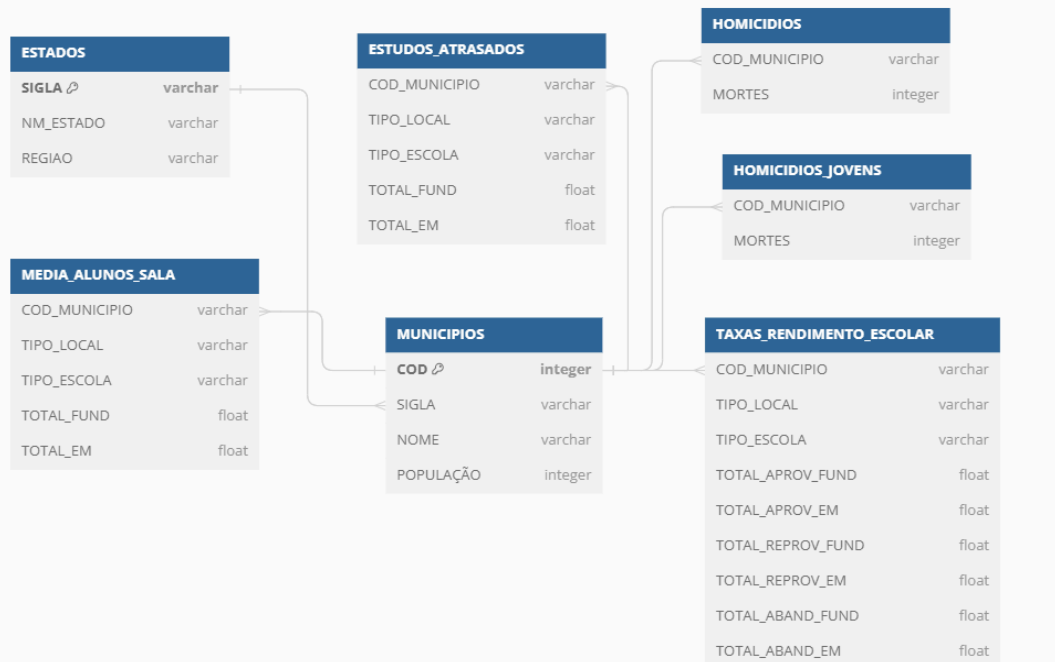 ESTADOS
SIGLA varchar
NM_ESTADO varchar
REGIAO varchar
ESTUDOS_ATRASADOS
COD_MUNICIPIO varchar
TIPO_LOCAL varchar
TIPO_ESCOLA varchar
TOTAL_FUND float
TOTAL_EM float
HOMICIDIOS
COD_MUNICIPIO varchar
MORTES integer
HOMICIDIOS_JOVENS
COD_MUNICIPIO varchar
MORTES integer
MEDIA_ALUNOS_SALA
COD_MUNICIPIO varchar
TIPO_LOCAL varchar
TIPO_ESCOLA varchar
TOTAL_FUND float
TOTAL_EM float
MUNICIPIOS
COD integer
SIGLA varchar
NOME varchar
POPULAÇÃO integer
TAXAS_RENDIMENTO_ESCOLAR
COD_MUNICIPIO varchar
TIPO_LOCAL varchar
TIPO_ESCOLA varchar
TOTAL_APROV_FUND float
TOTAL_APROV_EM float
TOTAL_REPROV_FUND float
TOTAL_REPROV_EM float
TOTAL_ABAND_FUND float
TOTAL_ABAND_EM float